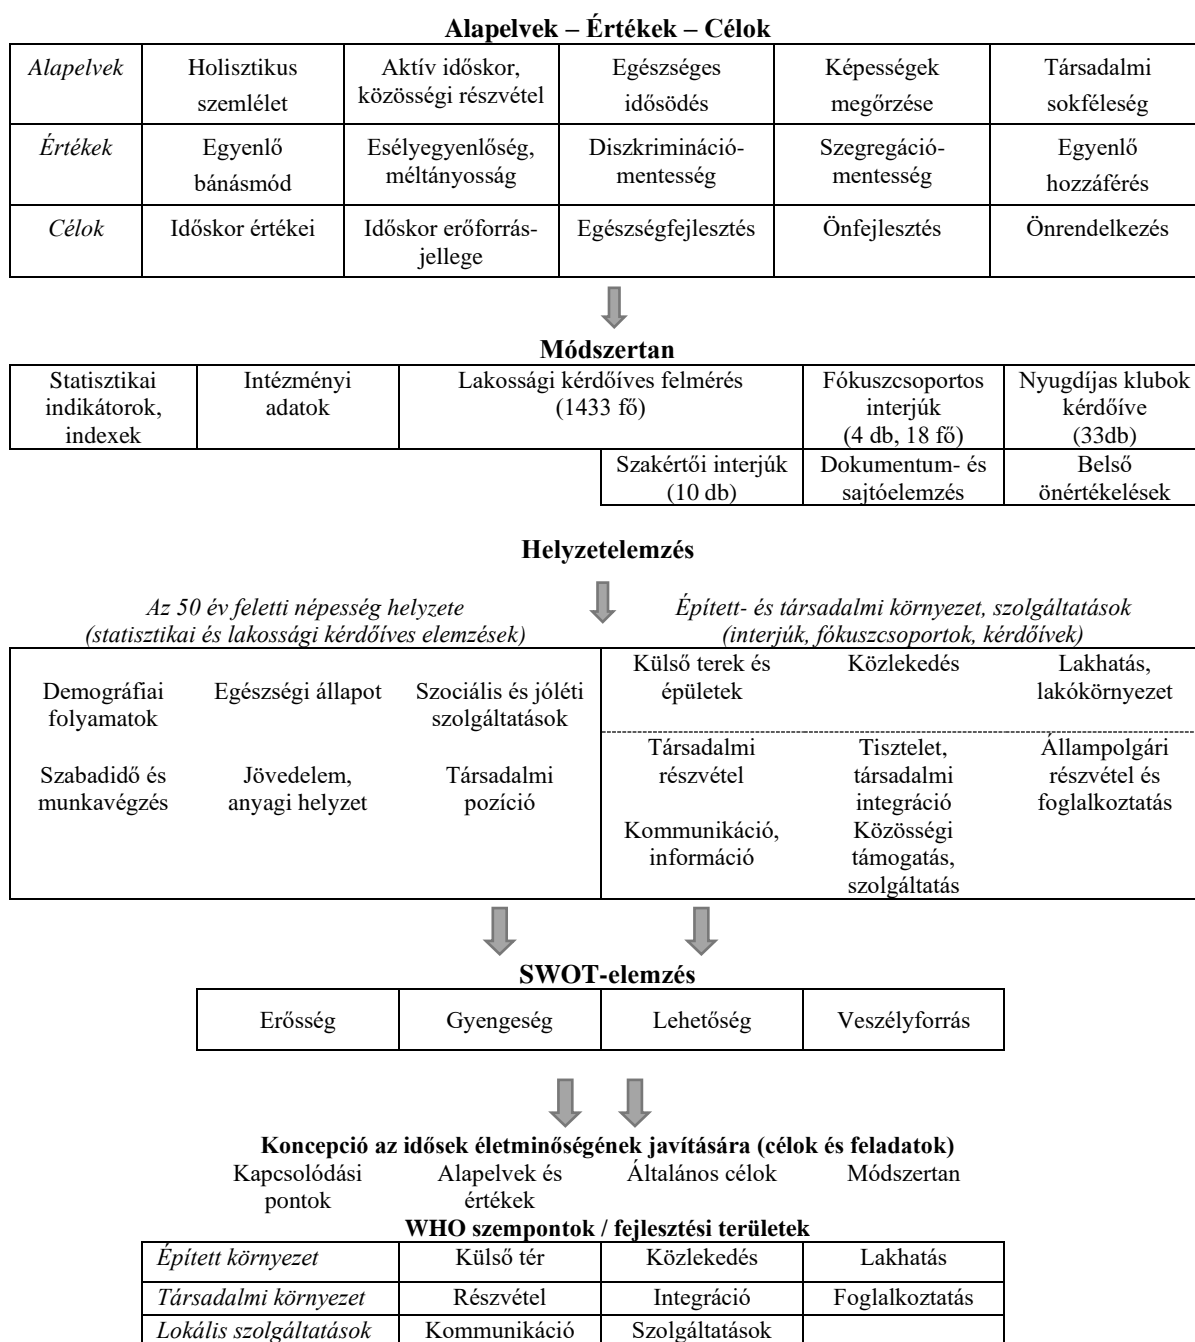 Alapelvek – Értékek – Célok
Alapelvek
Holisztikus
szemlélet
Aktív időskor,
közösségi részvétel
Egészséges
idősödés
Képességek
megőrzése
Társadalmi
sokféleség
Értékek
Egyenlő
bánásmód
Esélyegyenlőség,
méltányosság
Diszkrimináció-
mentesség
Szegregáció-
mentesség
Egyenlő
hozzáférés
Célok
Időskor értékei
Időskor erőforrás-
jellege
Egészségfejlesztés
Önfejlesztés
Önrendelkezés
Módszertan
Statisztikai
indikátorok,
indexek
Intézményi
adatok
Lakossági kérdőíves felmérés
(1433 fő)
Fókuszcsoportos
interjúk
(4 db, 18 fő)
Nyugdíjas klubok
kérdőíve
(33db)
Szakértői interjúk
(10 db)
Dokumentum- és
sajtóelemzés
Belső
önértékelések
Helyzetelemzés
Az 50 év feletti népesség helyzete
(statisztikai és lakossági kérdőíves elemzések)
Épített- és társadalmi környezet, szolgáltatások
(interjúk, fókuszcsoportok, kérdőívek)
Demográfiai
folyamatok
Egészségi állapot
Szociális és jóléti
szolgáltatások
Szabadidő és
munkavégzés
Jövedelem,
anyagi helyzet
Társadalmi
pozíció
Külső terek és
épületek
Közlekedés
Lakhatás,
lakókörnyezet
Társadalmi
részvétel
Tisztelet,
társadalmi
integráció
Állampolgári
részvétel és
foglalkoztatás
Kommunikáció,
információ
Közösségi
támogatás,
szolgáltatás
SWOT-elemzés
Erősség
Gyengeség
Lehetőség
Veszélyforrás
Koncepció az idősek életminőségének javítására (célok és feladatok)
Kapcsolódási
pontok
Alapelvek és
értékek
Általános célok
Módszertan
WHO szempontok / fejlesztési területek
Épített környezet
Külső tér
Közlekedés
Lakhatás
Társadalmi környezet
Részvétel
Integráció
Foglalkoztatás
Lokális szolgáltatások
Kommunikáció
Szolgáltatások